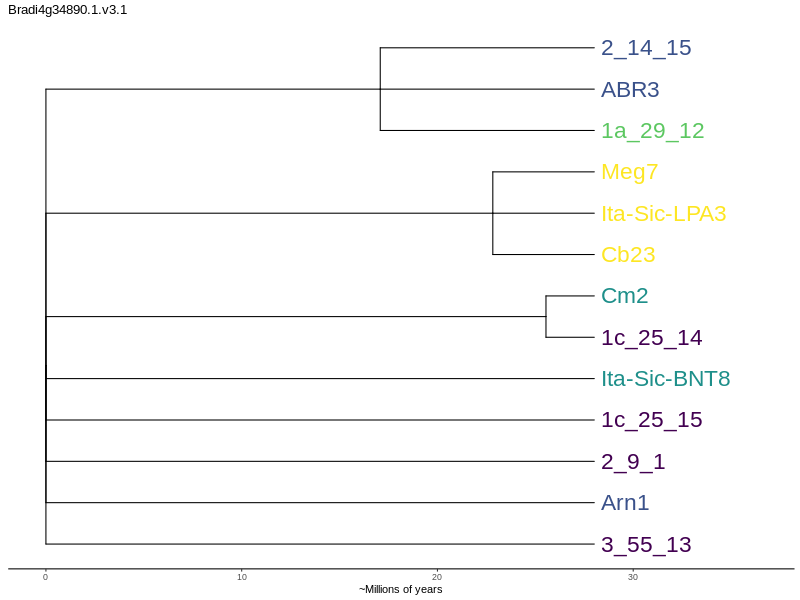 Bradi4g34890.1.v3.1
2_14_15
ABR3
1a_29_12
Meg7
Ita-Sic-LPA3
Cb23
Cm2
1c_25_14
Ita-Sic-BNT8
1c_25_15
2_9_1
Arn1
3_55_13
0 10 20 30
~Millions of years